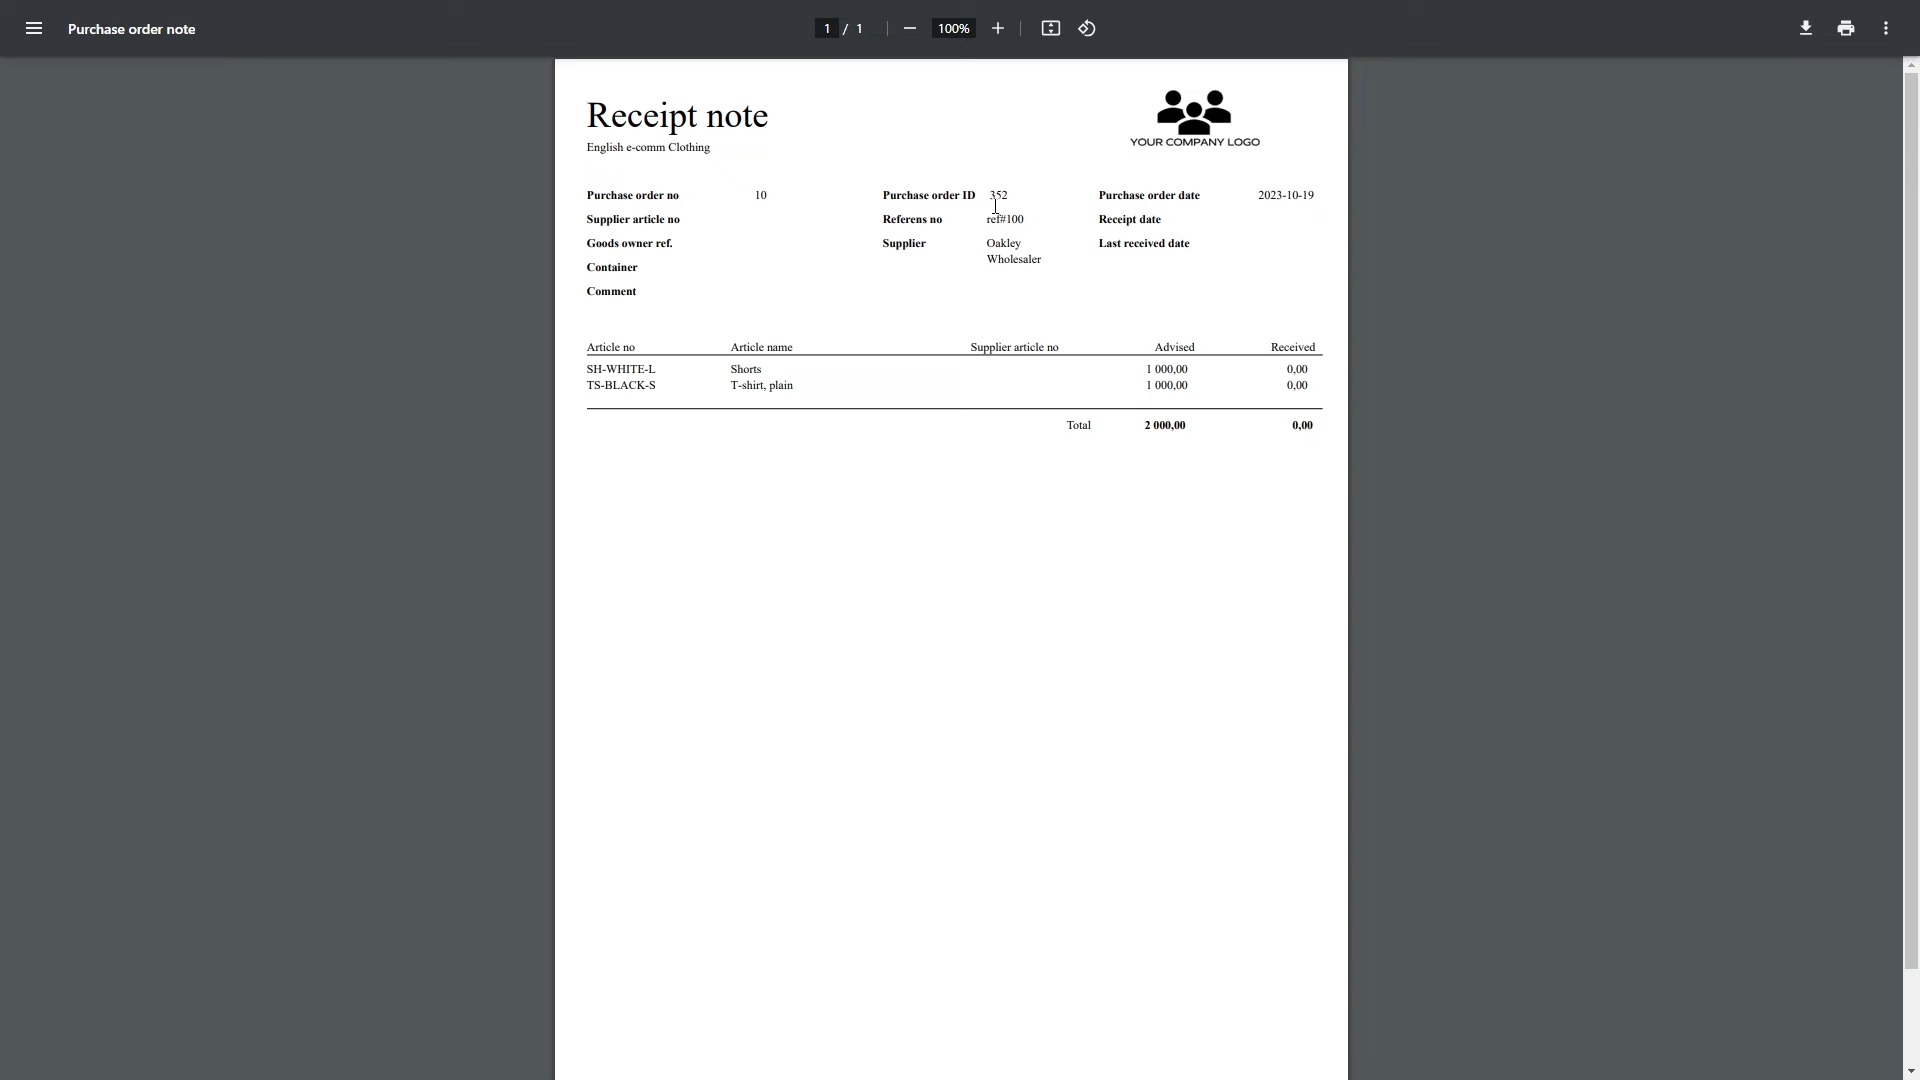 Purchase order note
1 / 1
100%
Receipt note
YOUR COMPANY LOGO
English e-comm Clothing
Purchase order no 10 Purchase order ID 352 Purchase order date 2023-10-19
Supplier article no Referens no ref#100 Receipt date
Goods owner ref. Supplier Oakley Last received date
Wholesaler
Container
Comment
Article no Article name Supplier article no Advised Received
SH-WHITE-L Shorts 1 000,00 0,00
TS-BLACK-S T-shirt, plain 1 000,00 0,00
Total 2 000,00 0,00